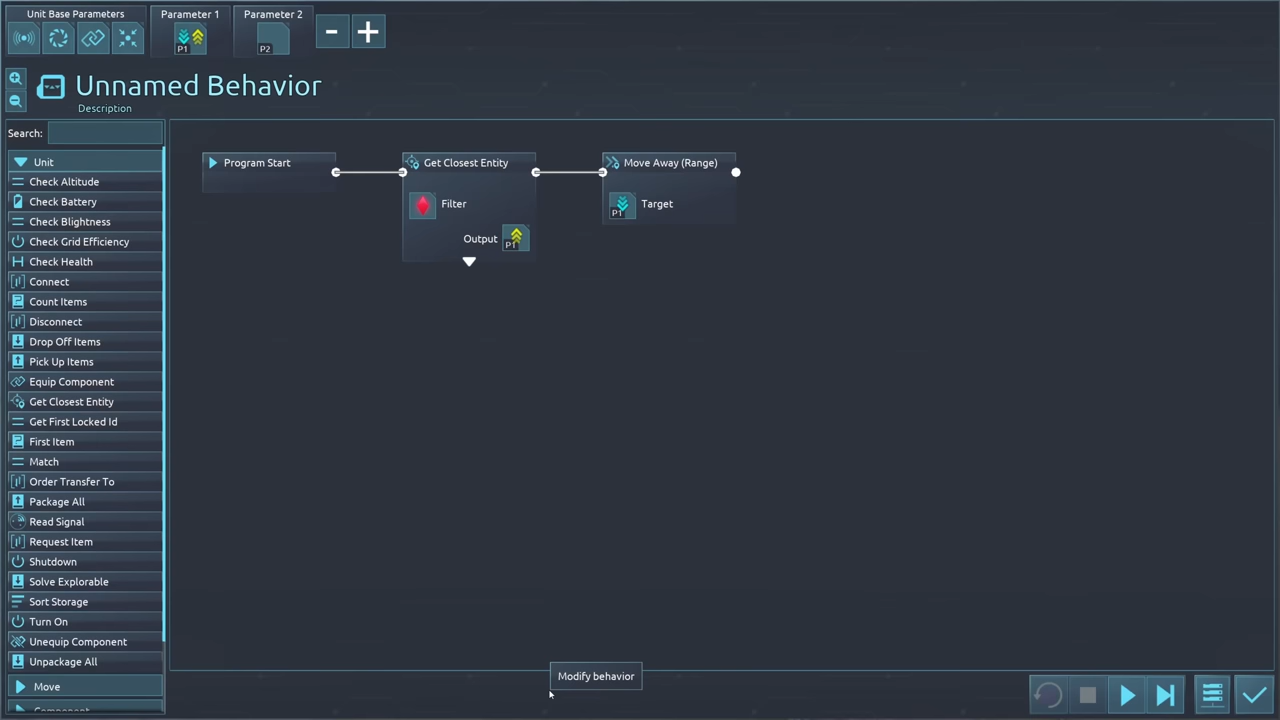 Unit Base Parameters
Parameter 1
Parameter 2
P1
P2
Unnamed Behavior
Description
Search:
Unit
Check Altitude
Check Battery
Check Blightness
Check Grid Efficiency
Check Health
Connect
Count Items
Disconnect
Drop Off Items
Pick Up Items
Equip Component
Get Closest Entity
Get First Locked Id
First Item
Match
Order Transfer To
Package All
Read Signal
Request Item
Shutdown
Solve Explorable
Sort Storage
Turn On
Unequip Component
Unpackage All
Move
Component
Program Start
Get Closest Entity
Filter
Output
P1
Move Away (Range)
P1
Target
Modify behavior